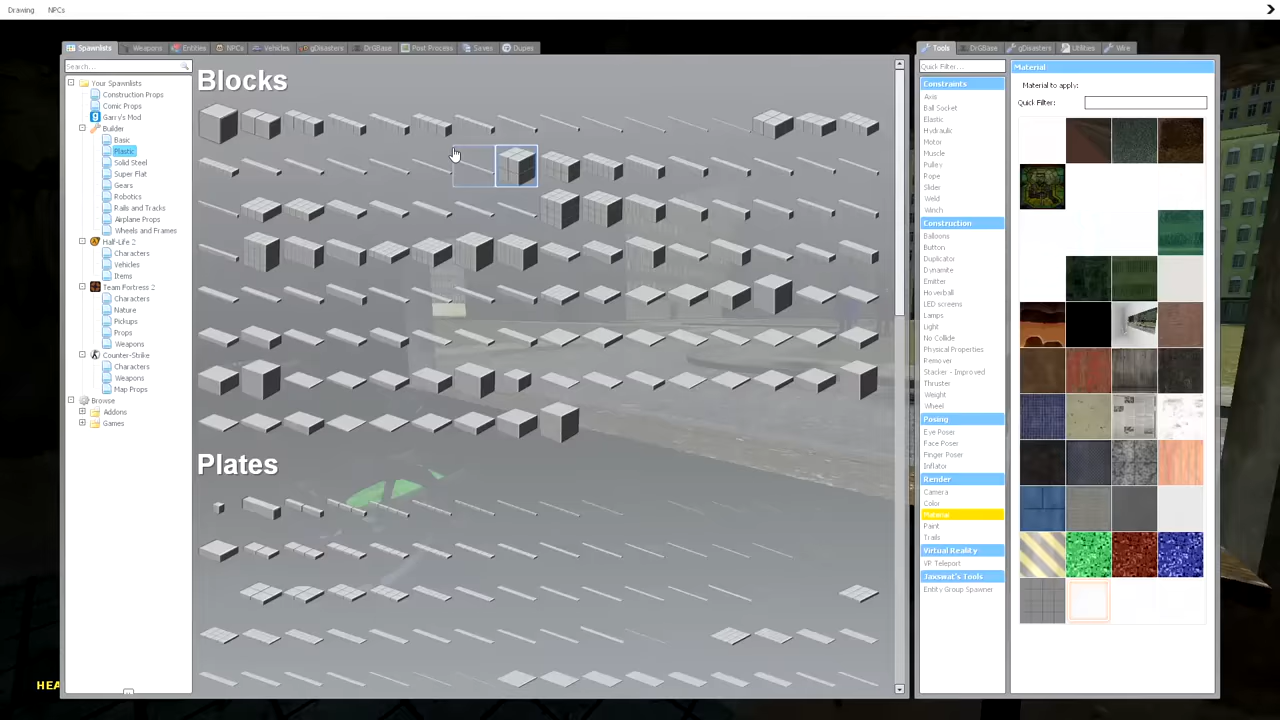 Drawing NPCs
Spawnlists Weapons Entities NPCs Vehicles gDisasters DrGBase Post Process Saves Dupes
Search...
Your Spawnlists
Construction Props
Comic Props
Garry's Mod
Builder
Basic
Plastic
Solid Steel
Super Flat
Gears
Robotics
Rails and Tracks
Airplane Props
Wheels and Frames
Half-Life 2
Characters
Vehicles
Items
Team Fortress 2
Characters
Nature
Pickups
Props
Weapons
Counter-Strike
Characters
Weapons
Map Props
Browse
Addons
Games
Blocks
Plates
HEA
Tools DrGBase gDisasters Utilities Wire
Quick Filter...
Constraints
Axis
Ball Socket
Elastic
Hydraulic
Motor
Muscle
Pulley
Rope
Slider
Weld
Winch
Construction
Balloons
Button
Duplicator
Dynamite
Emitter
Hoverball
LED screens
Lamps
Light
No Collide
Physical Properties
Remover
Stacker - Improved
Thruster
Weight
Wheel
Posing
Eye Poser
Face Poser
Finger Poser
Inflator
Render
Camera
Color
Material
Paint
Trails
Virtual Reality
VP Teleport
Jaxswat's Tools
Entity Group Spawner
Material
Material to apply:
Quick Filter: